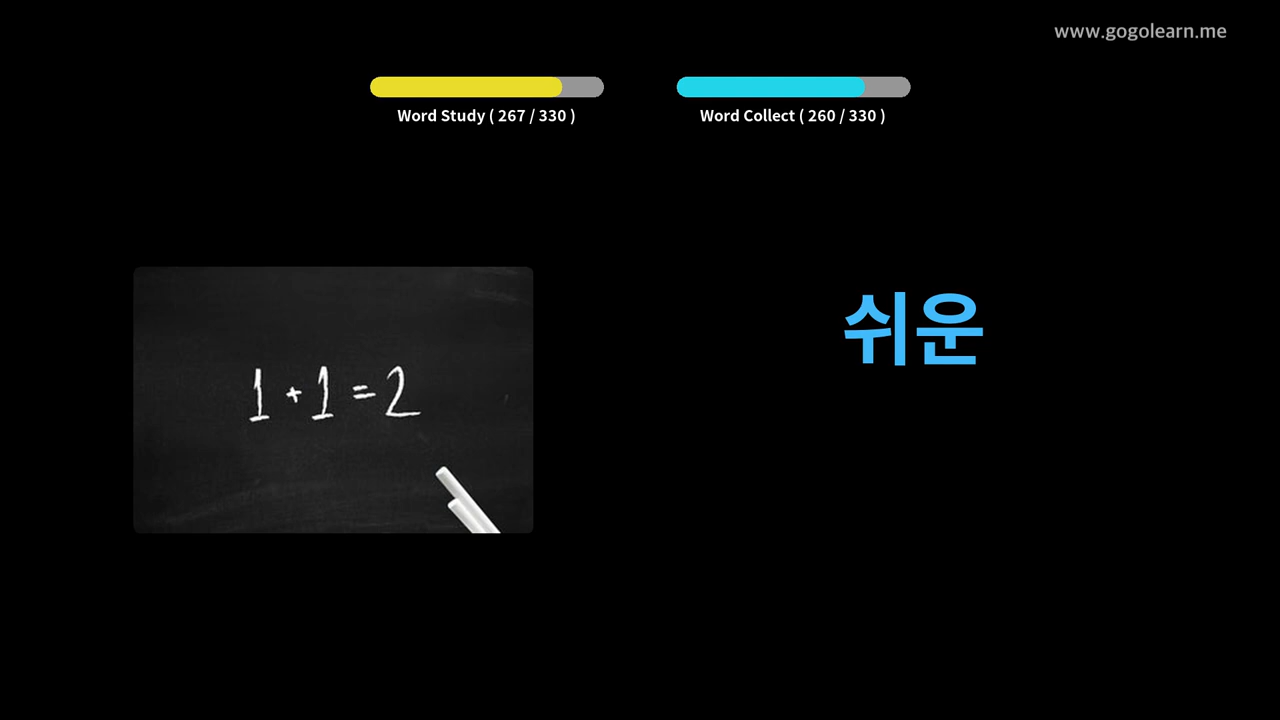 www.gogolearn.me
Word Study ( 267 / 330 )
Word Collect ( 260 / 330 )
쉬운
1 + 1 = 2